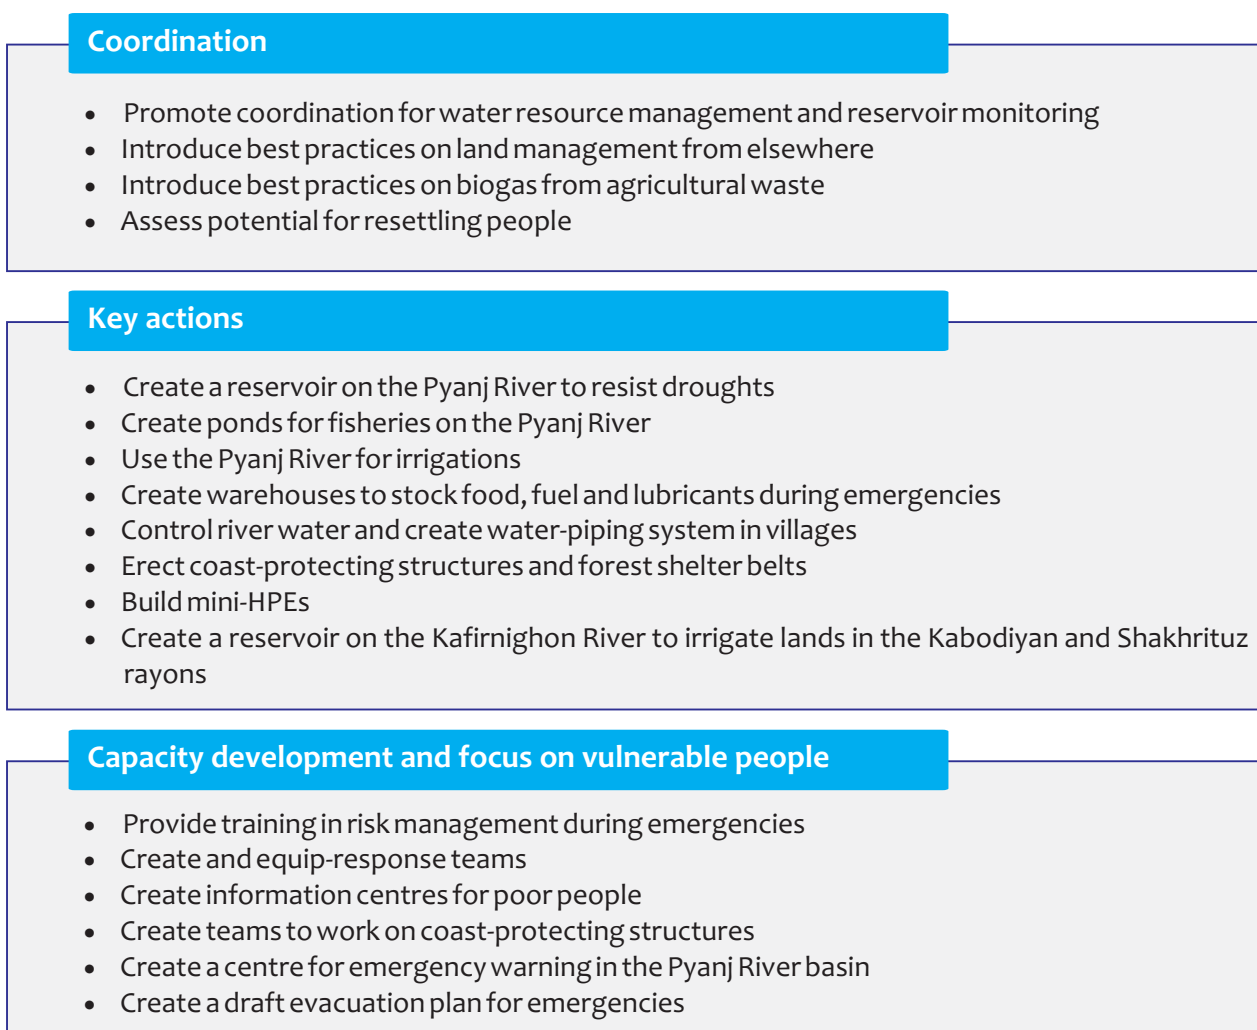 Coordination
• Promote coordination for water resource management and reservoir monitoring
• Introduce best practices on land management from elsewhere
• Introduce best practices on biogas from agricultural waste
• Assess potential for resettling people
Key actions
• Create a reservoir on the Pyanj River to resist droughts
• Create ponds for fisheries on the Pyanj River
• Use the Pyanj River for irrigations
• Create warehouses to stock food, fuel and lubricants during emergencies
• Control river water and create water-piping system in villages
• Erect coast-protecting structures and forest shelter belts
• Build mini-HPEs
• Create a reservoir on the Kafirnighon River to irrigate lands in the Kabodiyan and Shakhrituz
rayons
Capacity development and focus on vulnerable people
• Provide training in risk management during emergencies
• Create and equip-response teams
• Create information centres for poor people
• Create teams to work on coast-protecting structures
• Create a centre for emergency warning in the Pyanj River basin
• Create a draft evacuation plan for emergencies